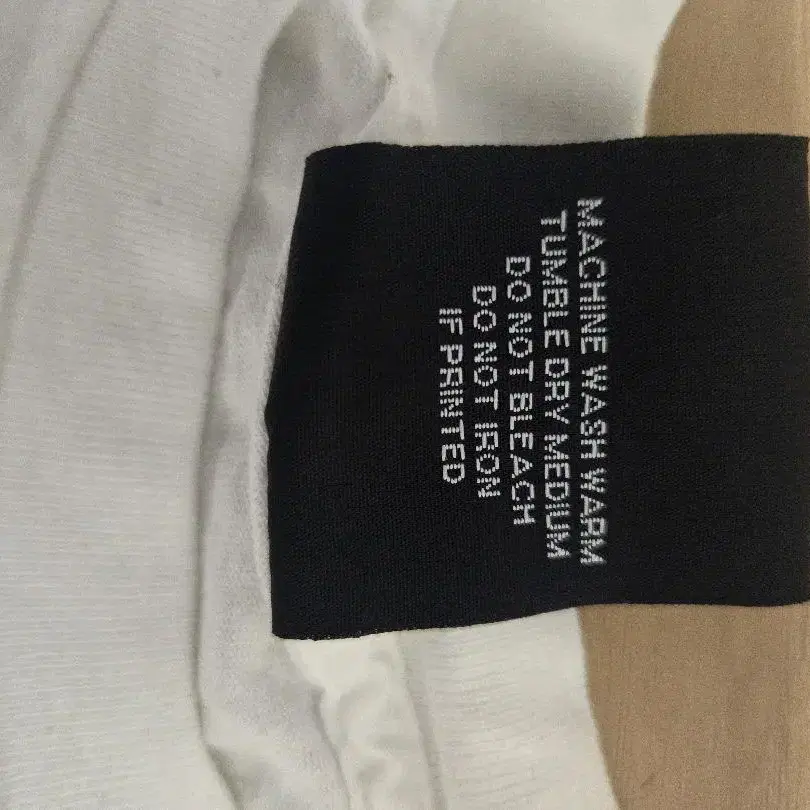 MACHINE WASH WARM
TUMBLE DRY MEDIUM
DO NOT BLEACH
DO NOT IRON
IF PRINTED